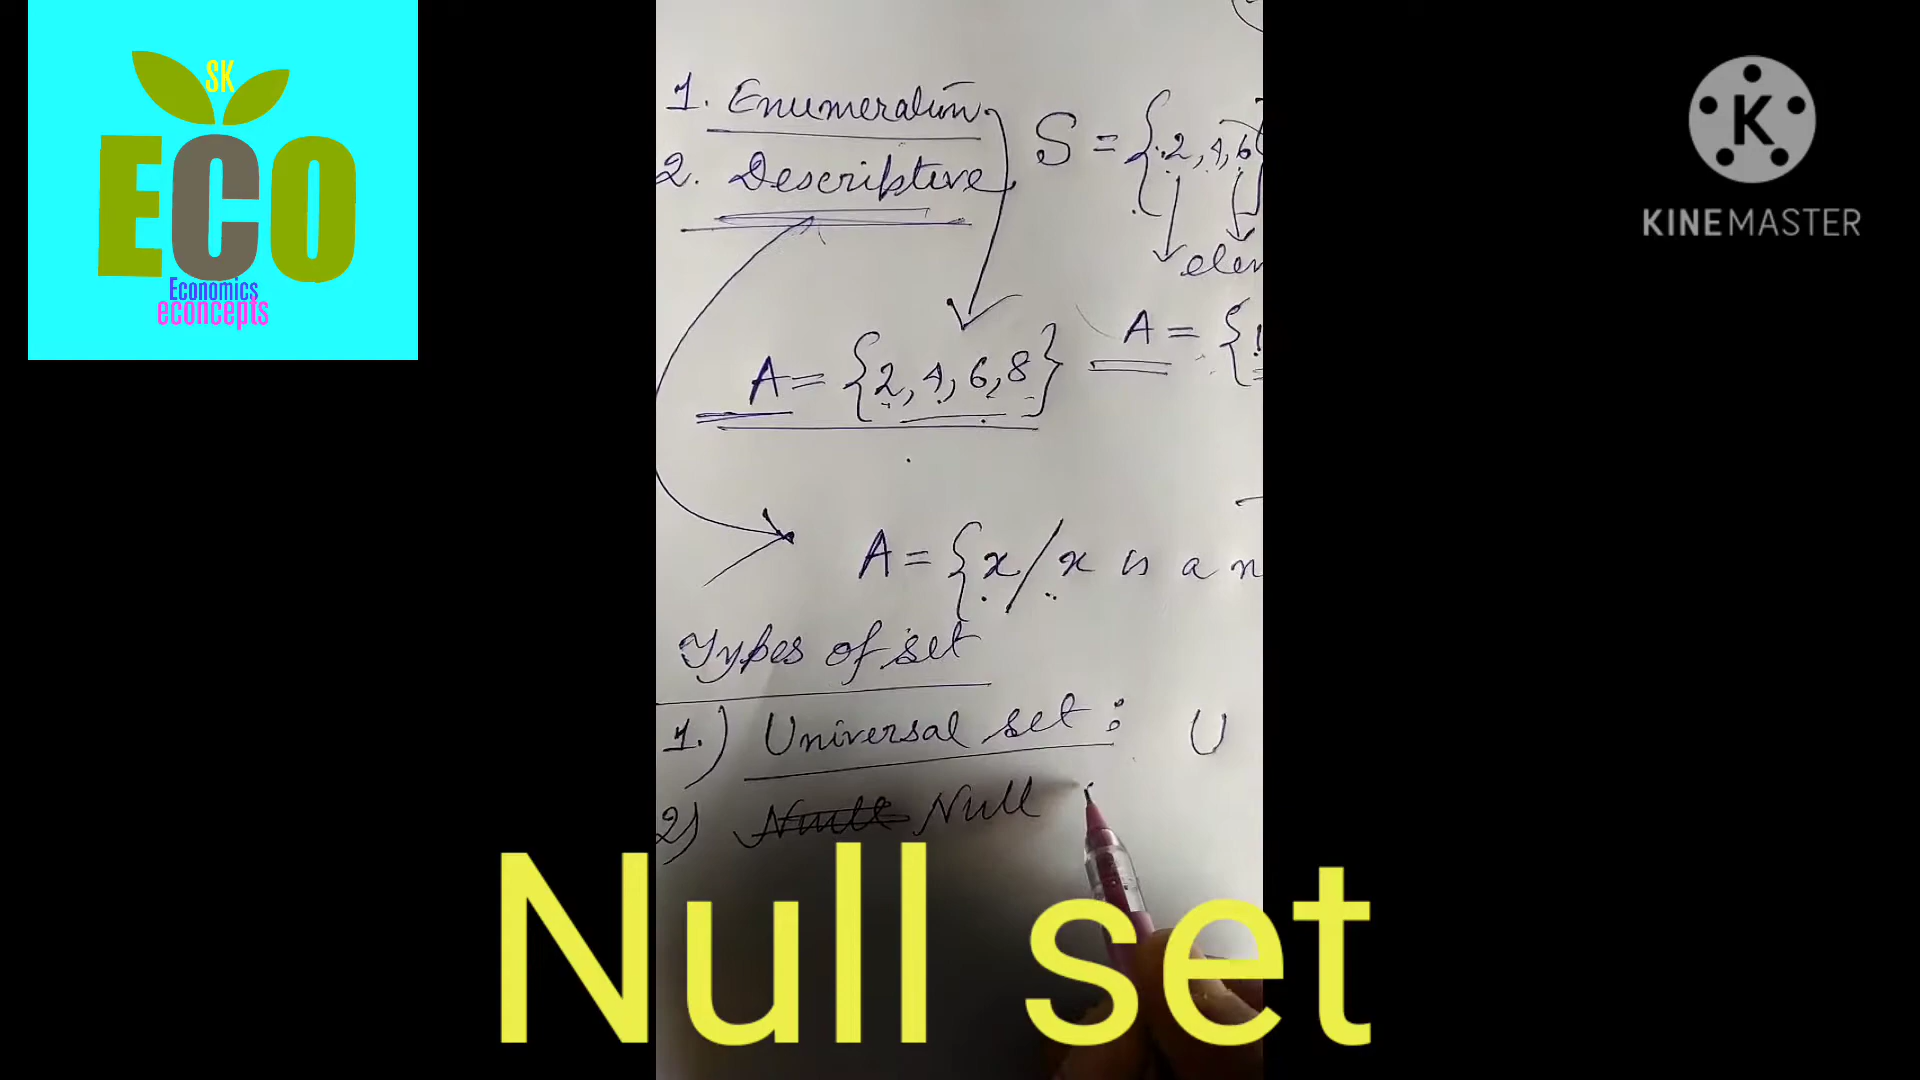 SK
ECO
Economics
econcepts
K
KINEMASTER
1. Enumeration
2. Descriptive
S = {2, 4, 6
A = {2, 4, 6, 8}
A = {
A = {x/x is a
Types of set
1.) Universal set : U
2) Null Null
Null set